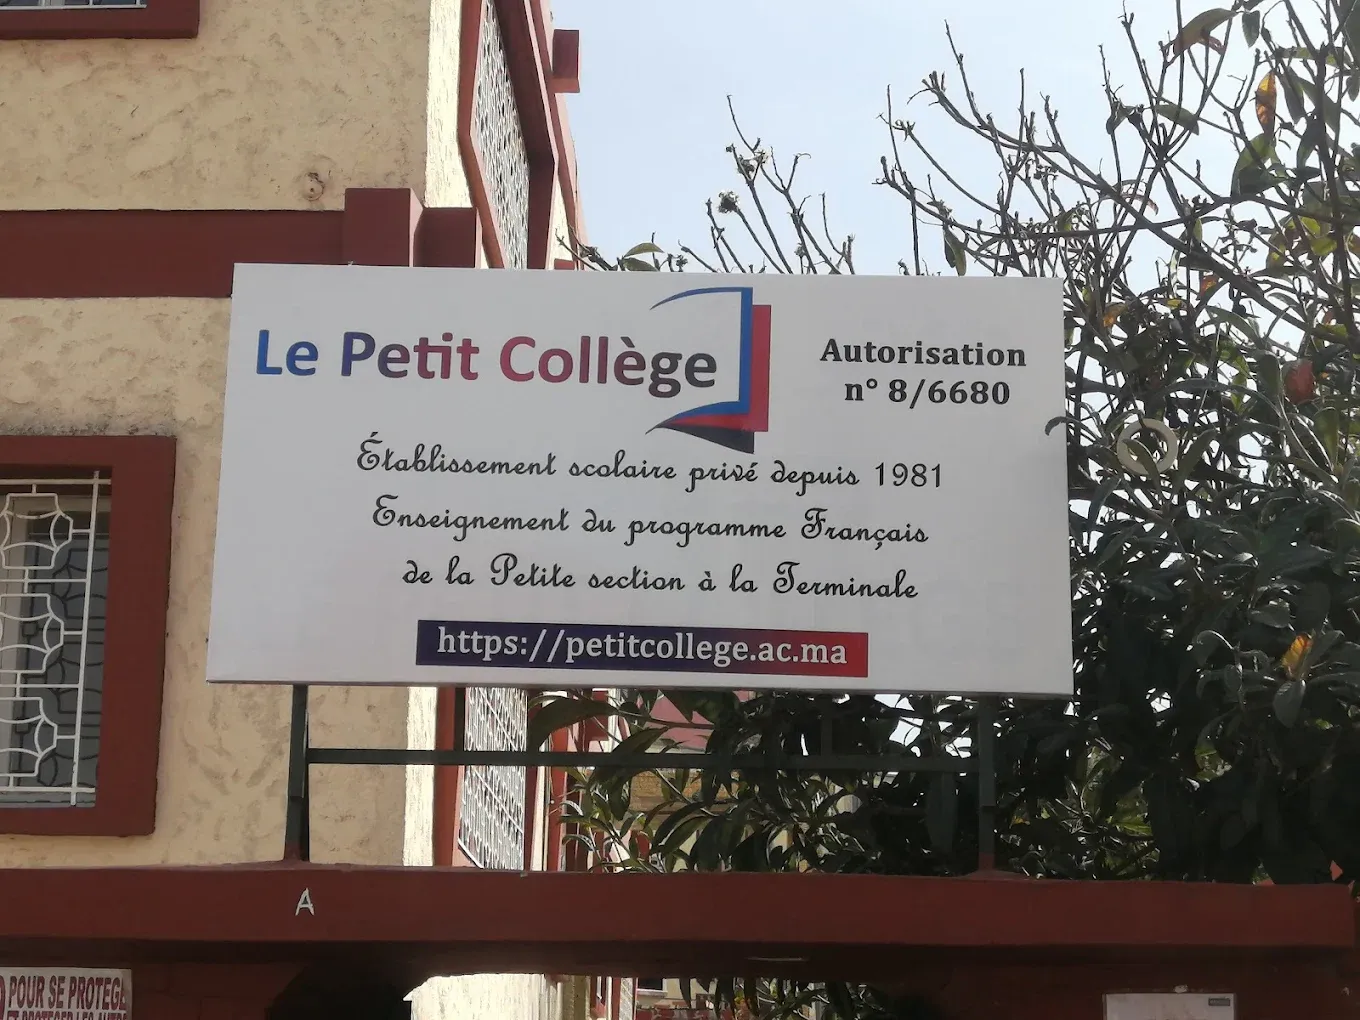 Le Petit Collège
Autorisation
n° 8/6680
Établissement scolaire privé depuis 1981
Enseignement du programme Français
de la Petite section à la Terminale
https://petitcollege.ac.ma
A
POUR SE PROTEGE